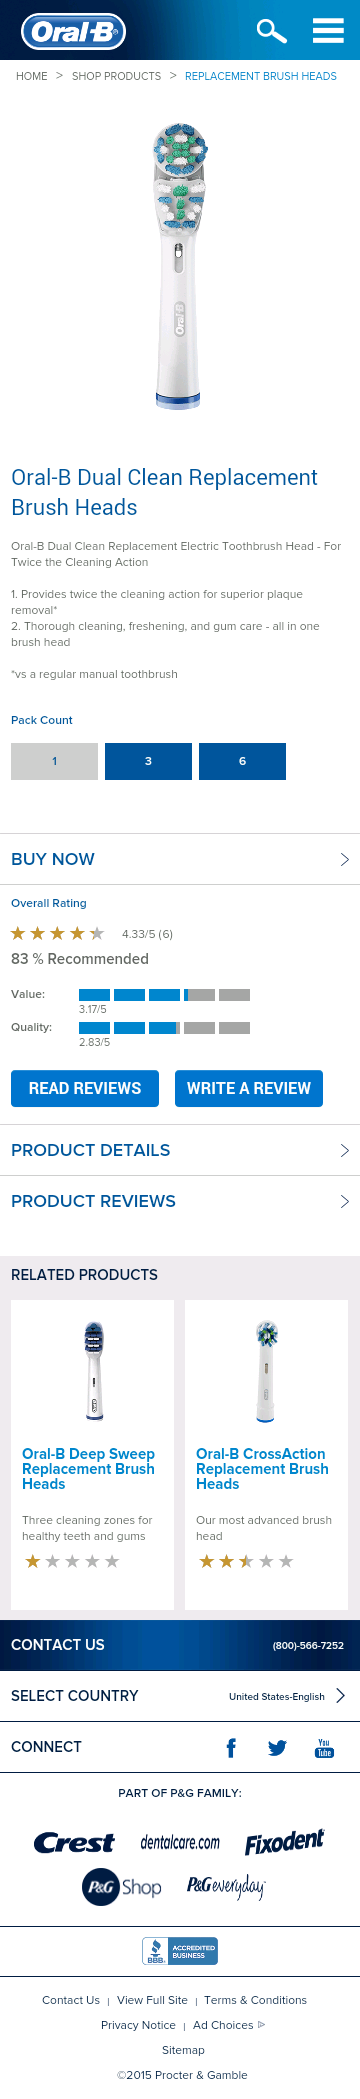 Oral-B
HOME > SHOP PRODUCTS > REPLACEMENT BRUSH HEADS
Oral-B
Oral-B Dual Clean Replacement
Brush Heads
Oral-B Dual Clean Replacement Electric Toothbrush Head - For
Twice the Cleaning Action
1. Provides twice the cleaning action for superior plaque
removal*
2. Thorough cleaning, freshening, and gum care - all in one
brush head
*vs a regular manual toothbrush
Pack Count
1 3 6
BUY NOW
Overall Rating
4.33/5 (6)
83 % Recommended
Value:
3.17/5
Quality:
2.83/5
READ REVIEWS WRITE A REVIEW
PRODUCT DETAILS
PRODUCT REVIEWS
RELATED PRODUCTS
Oral-B Deep Sweep
Replacement Brush
Heads
Three cleaning zones for
healthy teeth and gums
Oral-B CrossAction
Replacement Brush
Heads
Our most advanced brush
head
CONTACT US (800)-566-7252
SELECT COUNTRY United States-English
CONNECT You Tube
PART OF P&G FAMILY:
Crest dentalcare.com Fixodent
P&G Shop P&G everyday
BBB. ACCREDITED
BUSINESS
Contact Us | View Full Site | Terms & Conditions
Privacy Notice | Ad Choices
Sitemap
©2015 Procter & Gamble